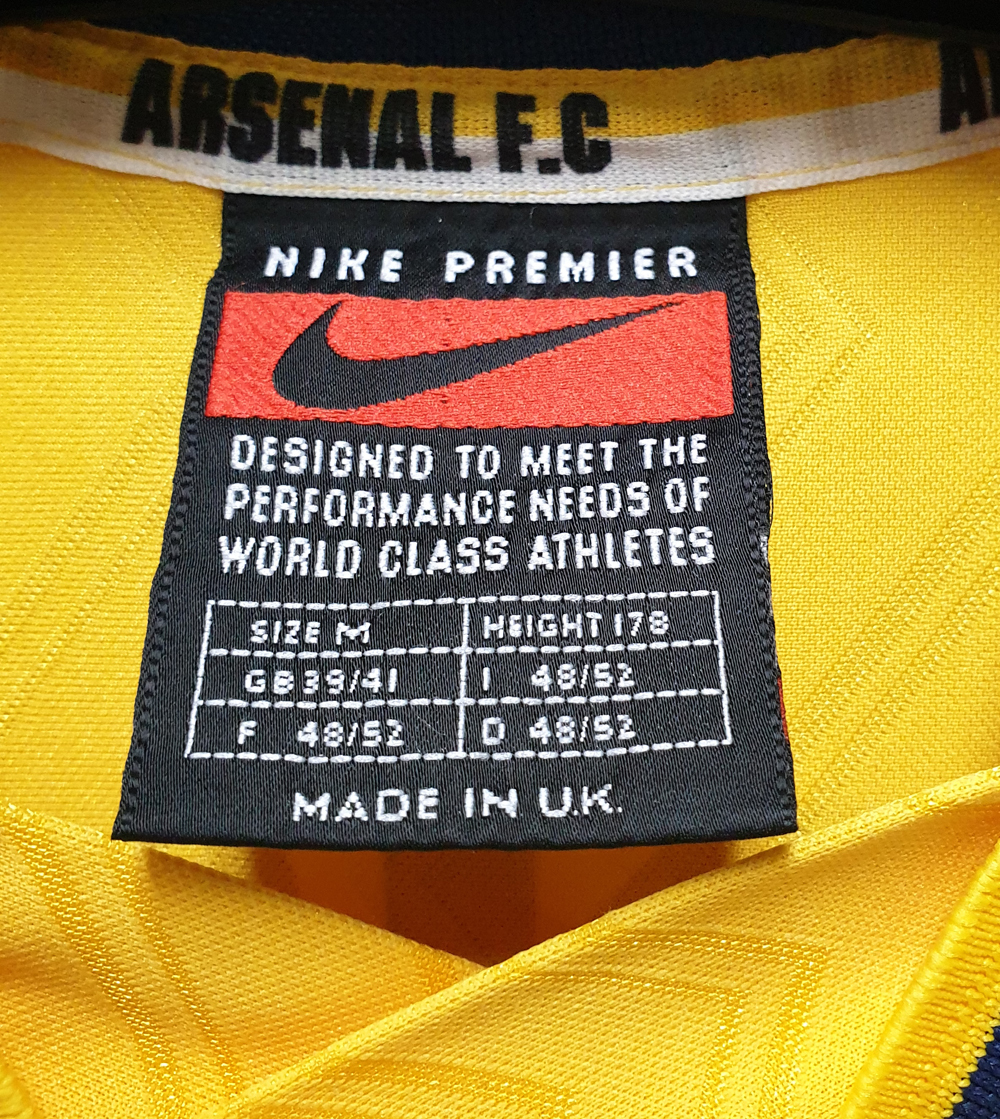 ARSENAL F.C
NIKE PREMIER
DESIGNED TO MEET THE
PERFORMANCE NEEDS OF
WORLD CLASS ATHLETES
SIZE M HEIGHT 178
GB 39/41 I 48/52
F 48/52 D 48/52
MADE IN U.K.